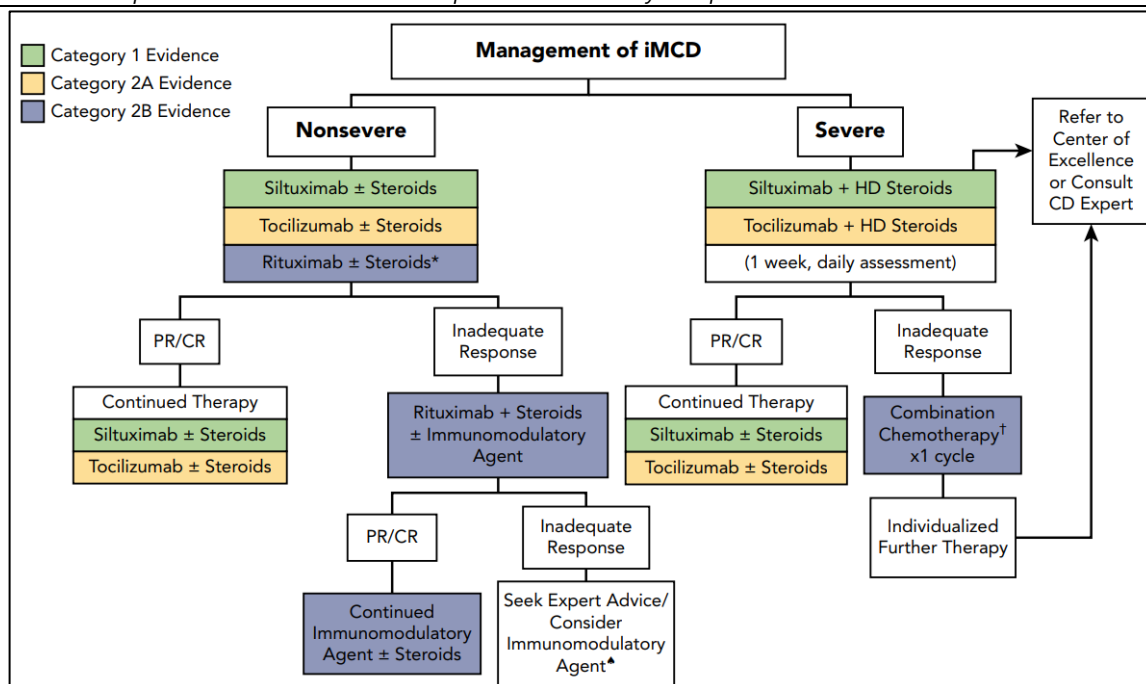 Management of iMCD
Category 1 Evidence
Category 2A Evidence
Category 2B Evidence
Nonsevere
Severe
Refer to
Center of
Excellence
or Consult
CD Expert
Siltuximab ± Steroids
Tocilizumab ± Steroids
Rituximab ± Steroids*
Siltuximab + HD Steroids
Tocilizumab + HD Steroids
(1 week, daily assessment)
PR/CR
Inadequate
Response
PR/CR
Inadequate
Response
Continued Therapy
Siltuximab ± Steroids
Tocilizumab ± Steroids
Rituximab + Steroids
± Immunomodulatory
Agent
Continued Therapy
Siltuximab ± Steroids
Tocilizumab ± Steroids
Combination
Chemotherapy†
x1 cycle
PR/CR
Inadequate
Response
Individualized
Further Therapy
Continued
Immunomodulatory
Agent ± Steroids
Seek Expert Advice/
Consider
Immunomodulatory
Agent♠